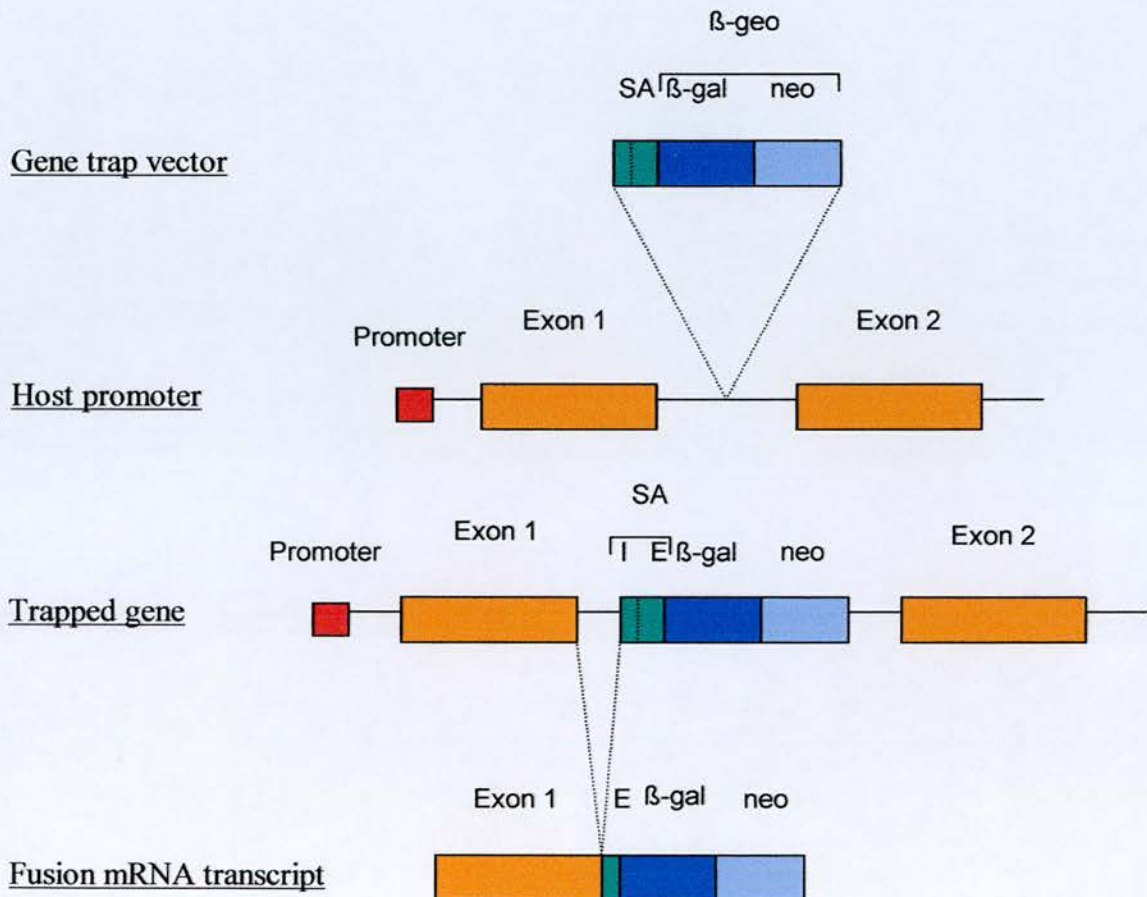 ß-geo
SA ß-gal neo
Gene trap vector
Exon 1 Exon 2
Promoter
Host promoter
SA
Exon 1 Exon 2
Promoter I E ß-gal neo
Trapped gene
Exon 1 E ß-gal neo
Fusion mRNA transcript